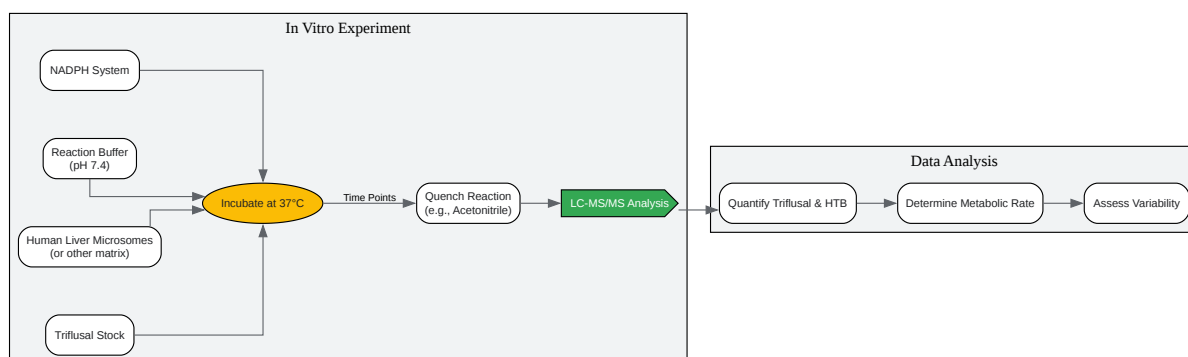 In Vitro Experiment
NADPH System
Reaction Buffer
(pH 7.4)
Human Liver Microsomes
(or other matrix)
Triflusal Stock
Incubate at 37°C
Time Points
Quench Reaction
(e.g., Acetonitrile)
LC-MS/MS Analysis
Data Analysis
Quantify Triflusal & HTB
Determine Metabolic Rate
Assess Variability